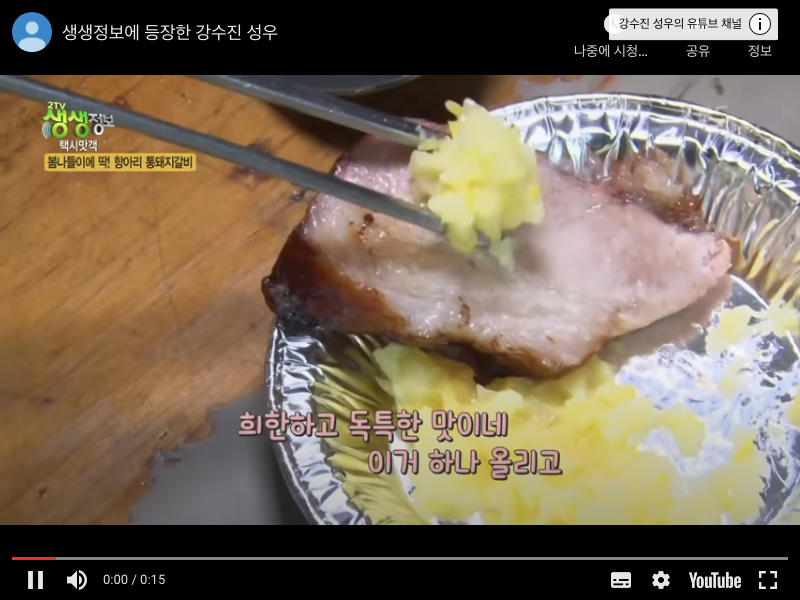 생생정보에 등장한 강수진 성우
강수진 성우의 유튜브 채널
나중에 시청...
공유
정보
2TV
생생정보
택시맛객
봄나들이에 딱! 항아리 통돼지갈비
희한하고 독특한 맛이네
이거 하나 올리고
0:00 / 0:15
YouTube